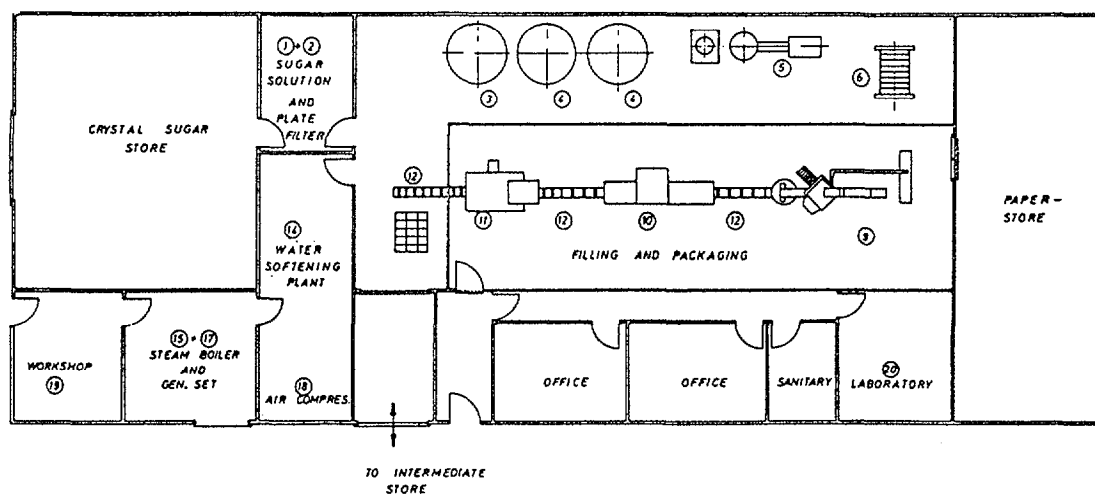 1 + 2
SUGAR
SOLUTION
AND
PLATE
FILTER
CRYSTAL SUGAR
STORE
3
4
4
5
6
12
11
12
10
12
9
FILLING AND PACKAGING
PAPER-
STORE
14
WATER
SOFTENING
PLANT
15 + 17
STEAM BOILER
AND
GEN. SET
WORKSHOP
19
18
AIR COMPRES.
OFFICE
OFFICE
SANITARY
20
LABORATORY
TO INTERMEDIATE
STORE